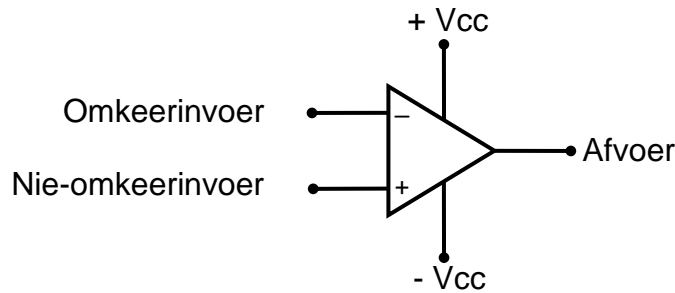 + Vcc
Omkeerinvoer
–
Afvoer
Nie-omkeerinvoer
+
- Vcc